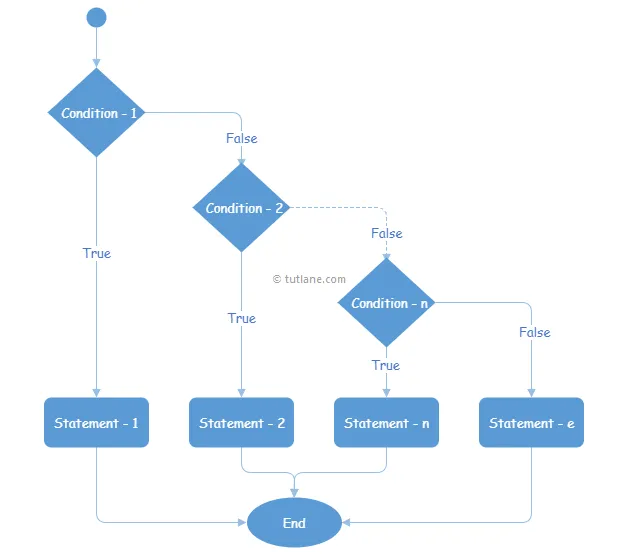 Condition - 1
False
Condition - 2
True
False
© tutlane.com
Condition - n
True
False
True
Statement - 1
Statement - 2
Statement - n
Statement - e
End